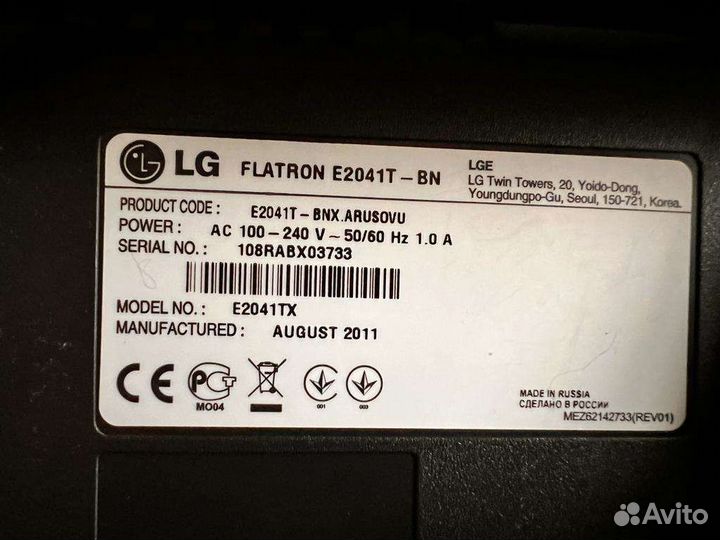 LG FLATRON E2041T-BN
LGE
LG Twin Towers, 20, Yoido-Dong,
Youngdungpo-Gu, Seoul, 150-721, Korea.
PRODUCT CODE : E2041T-BNX.ARUSOVU
POWER : AC 100-240 V~50/60 Hz 1.0 A
SERIAL NO. : 108RABX03733
MODEL NO. : E2041TX
MANUFACTURED : AUGUST 2011
CE
MO04
001
003
MADE IN RUSSIA
СДЕЛАНО В РОССИИ
MEZ62142733(REV01)
Avito